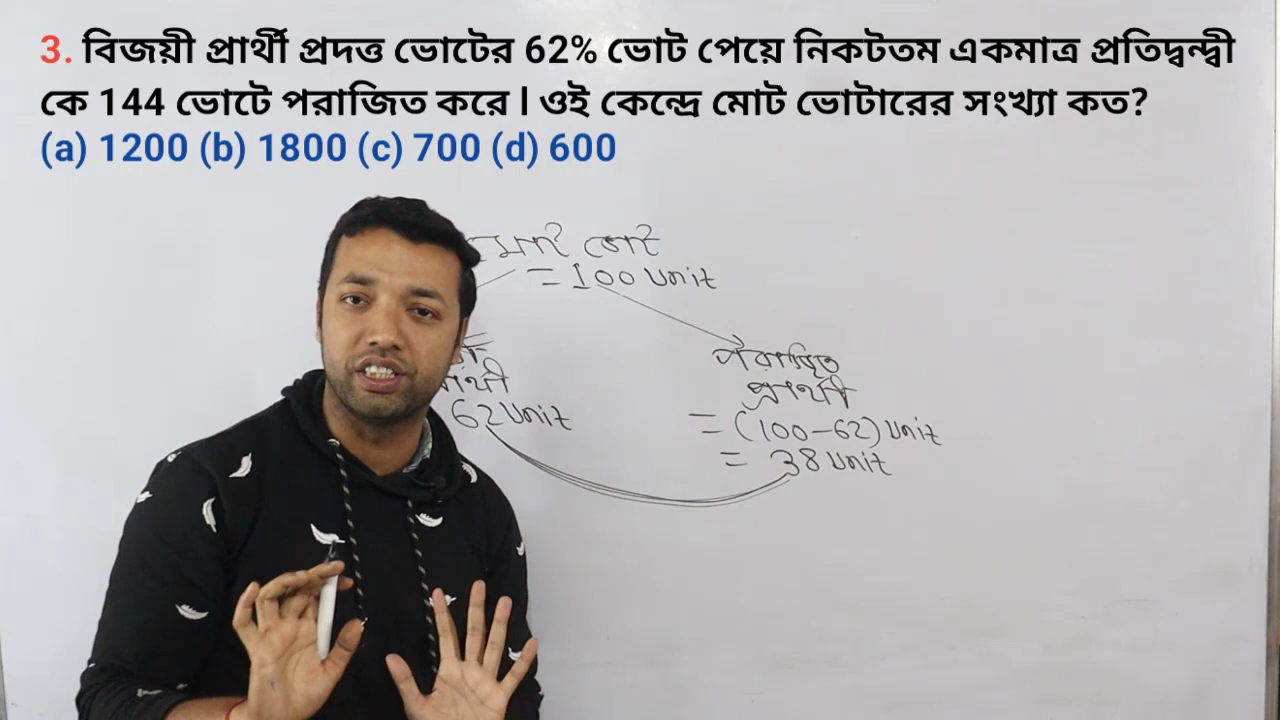 3. বিজয়ী প্রার্থী প্রদত্ত ভোটের 62% ভোট পেয়ে নিকটতম একমাত্র প্রতিদ্বন্দ্বী
কে 144 ভোটে পরাজিত করে l ওই কেন্দ্রে মোট ভোটারের সংখ্যা কত?
(a) 1200 (b) 1800 (c) 700 (d) 600
ভোট
= 100 Unit
পরাজিত
প্রার্থী
62 Unit
= (100-62) Unit
= 38 Unit